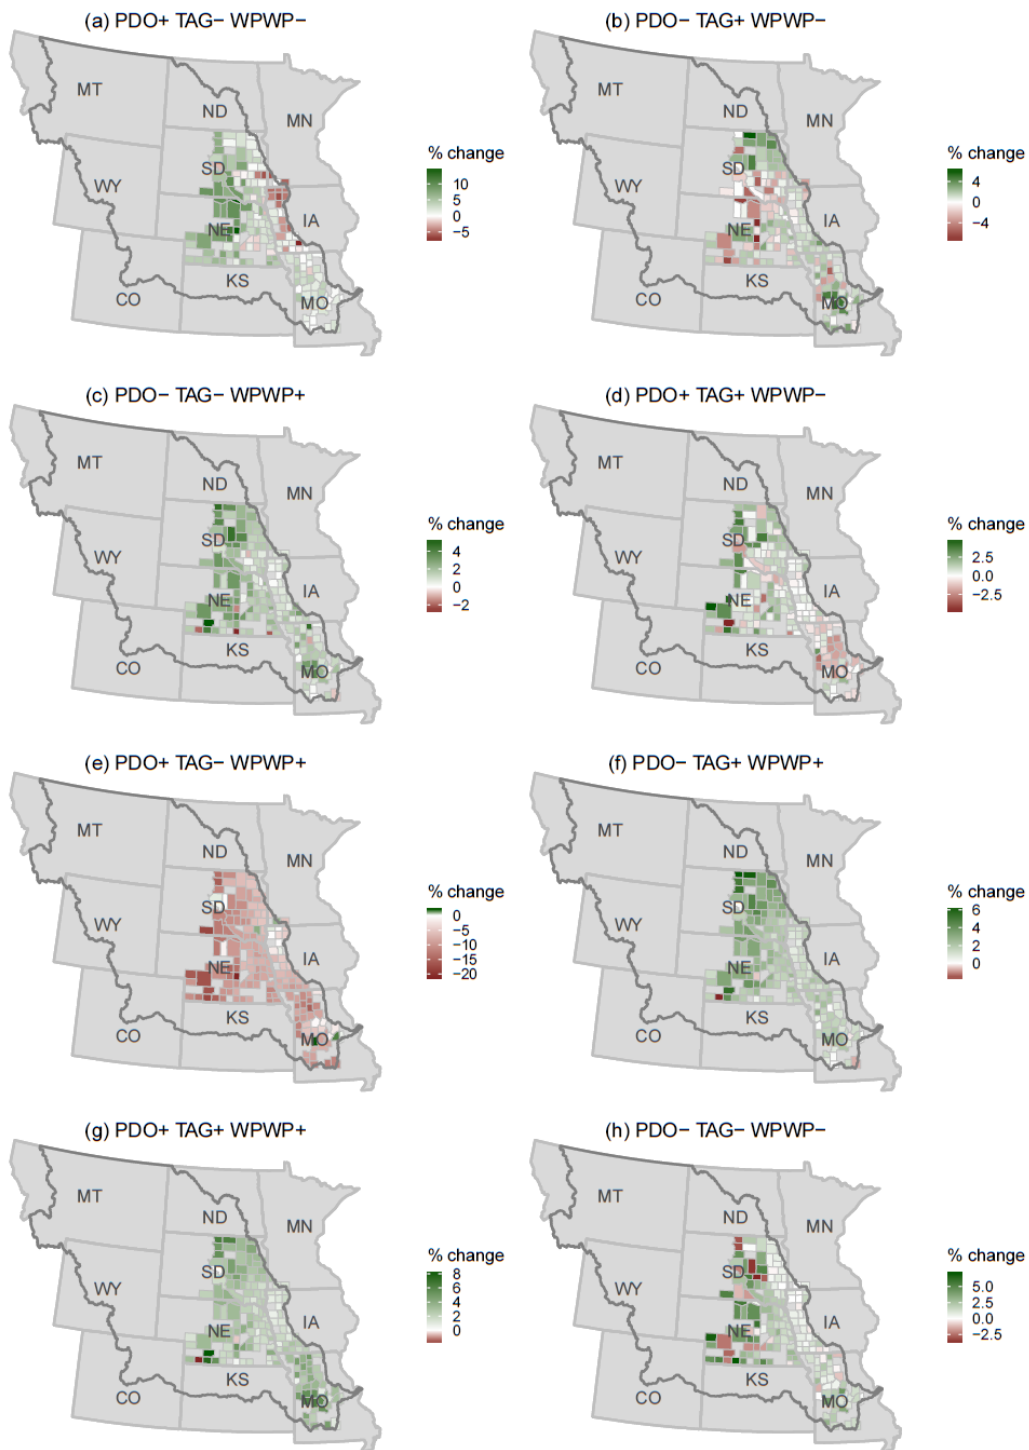 (a) PDO+ TAG− WPWP−
MT
ND
MN
SD
WY
IA
NE
KS
CO
MO
% change
10
5
0
−5
(b) PDO− TAG+ WPWP−
MT
ND
MN
SD
WY
IA
NE
KS
CO
MO
% change
4
0
−4
(c) PDO− TAG− WPWP+
MT
ND
MN
SD
WY
IA
NE
KS
CO
MO
% change
4
2
0
−2
(d) PDO+ TAG+ WPWP−
MT
ND
MN
SD
WY
IA
NE
KS
CO
MO
% change
2.5
0.0
−2.5
(e) PDO+ TAG− WPWP+
MT
ND
MN
SD
WY
IA
NE
KS
CO
MO
% change
0
−5
−10
−15
−20
(f) PDO− TAG+ WPWP+
MT
ND
MN
SD
WY
IA
NE
KS
CO
MO
% change
6
4
2
0
(g) PDO+ TAG+ WPWP+
MT
ND
MN
SD
WY
IA
NE
KS
CO
MO
% change
8
6
4
2
0
(h) PDO− TAG− WPWP−
MT
ND
MN
SD
WY
IA
NE
KS
CO
MO
% change
5.0
2.5
0.0
−2.5